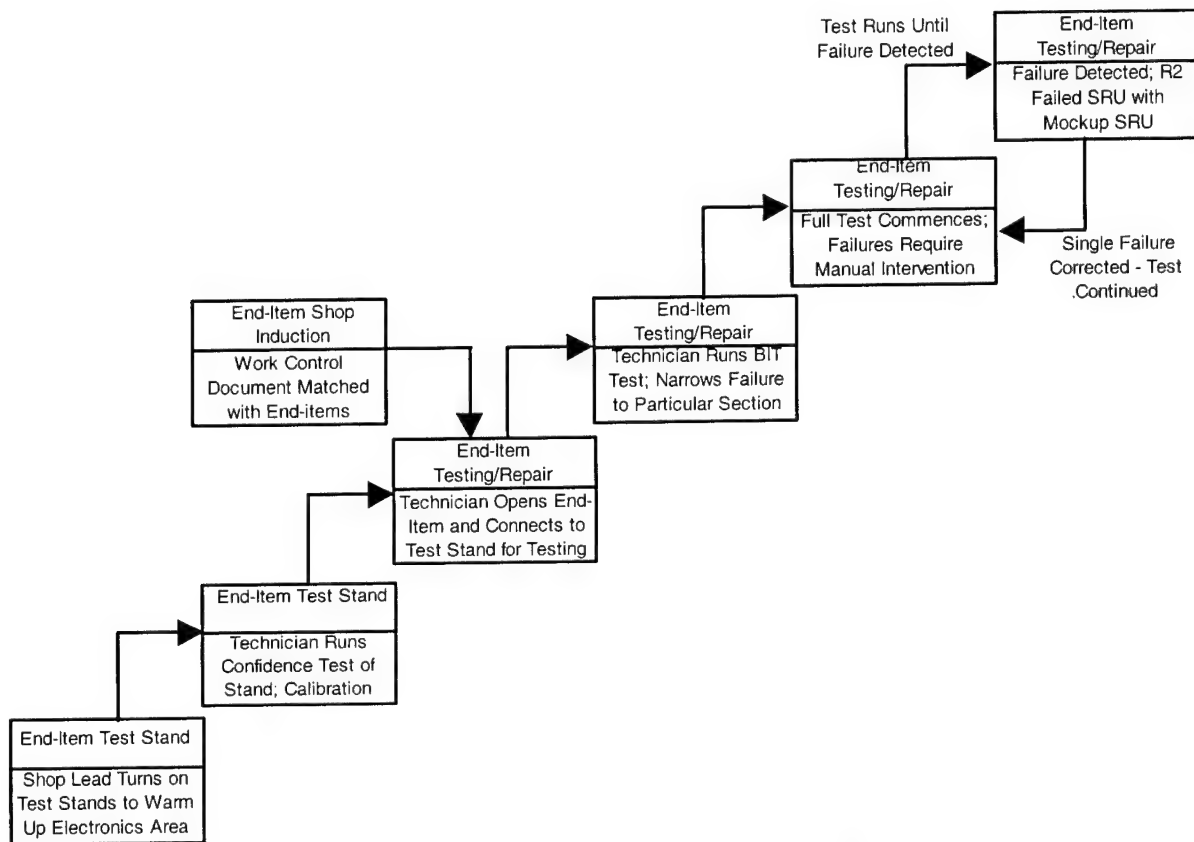 Test Runs Until
Failure Detected
End-Item
Testing/Repair
Failure Detected; R2
Failed SRU with
Mockup SRU
End-Item
Testing/Repair
Full Test Commences;
Failures Require
Manual Intervention
Single Failure
Corrected - Test
.Continued
End-Item Shop
Induction
Work Control
Document Matched
with End-items
End-Item
Testing/Repair
Technician Runs BIT
Test; Narrows Failure
to Particular Section
End-Item
Testing/Repair
Technician Opens End-
Item and Connects to
Test Stand for Testing
End-Item Test Stand
Technician Runs
Confidence Test of
Stand; Calibration
End-Item Test Stand
Shop Lead Turns on
Test Stands to Warm
Up Electronics Area